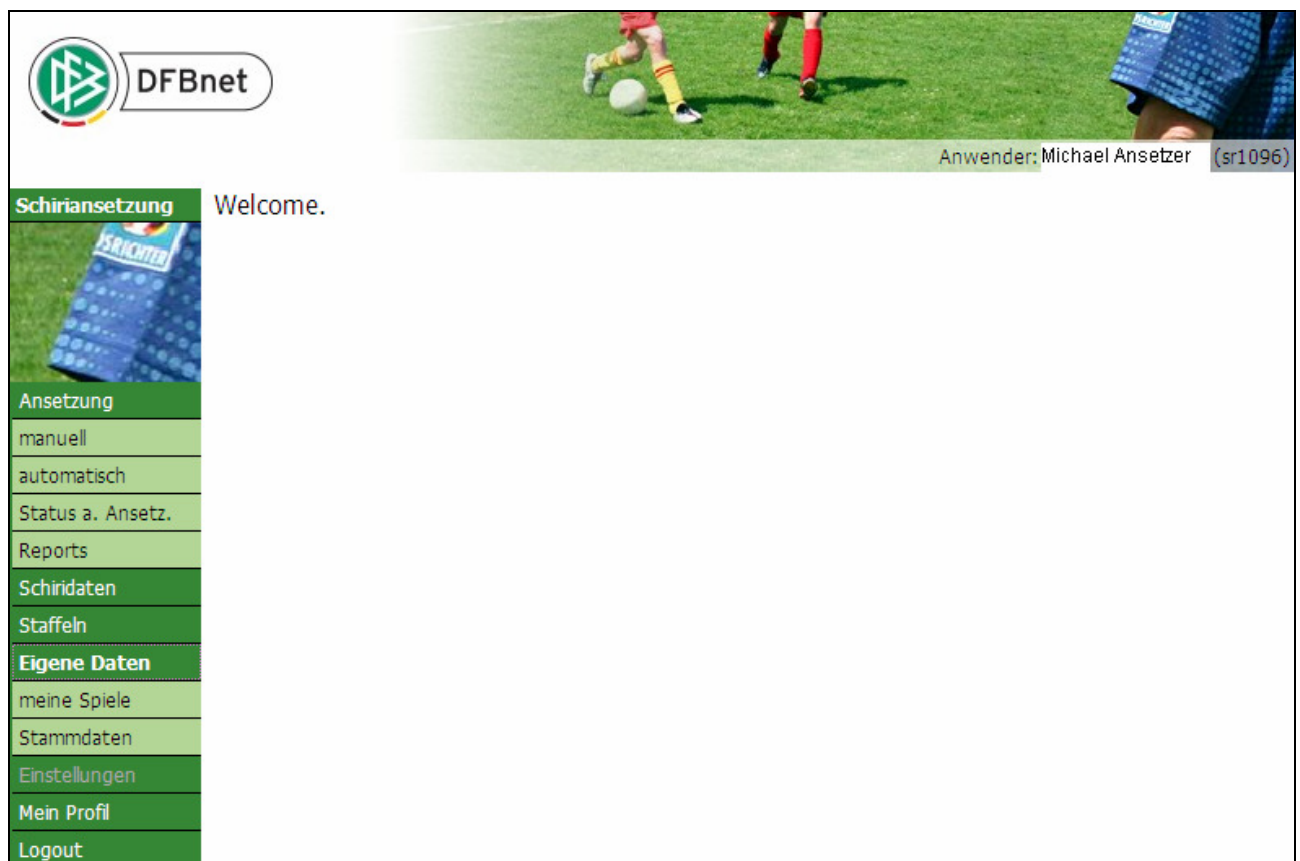 DFB
DFBnet
Anwender: Michael Ansetzer (sr1096)
Schiriansetzung
Welcome.
Ansetzung
manuell
automatisch
Status a. Ansetz.
Reports
Schiridaten
Staffeln
Eigene Daten
meine Spiele
Stammdaten
Einstellungen
Mein Profil
Logout